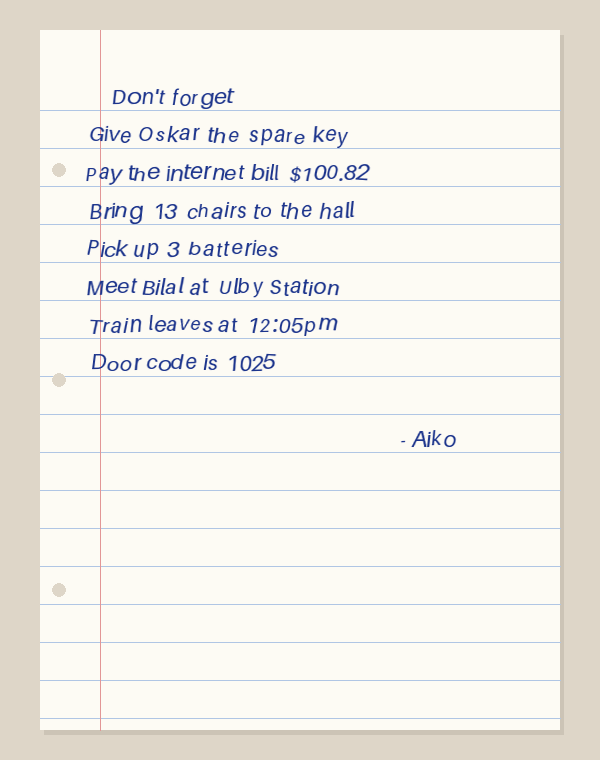 Don't forget
Give Oskar the spare key
Pay the internet bill $100.82
Bring 13 chairs to the hall
Pick up 3 batteries
Meet Bilal at Ulby Station
Train leaves at 12:05pm
Door code is 1025
- Aiko